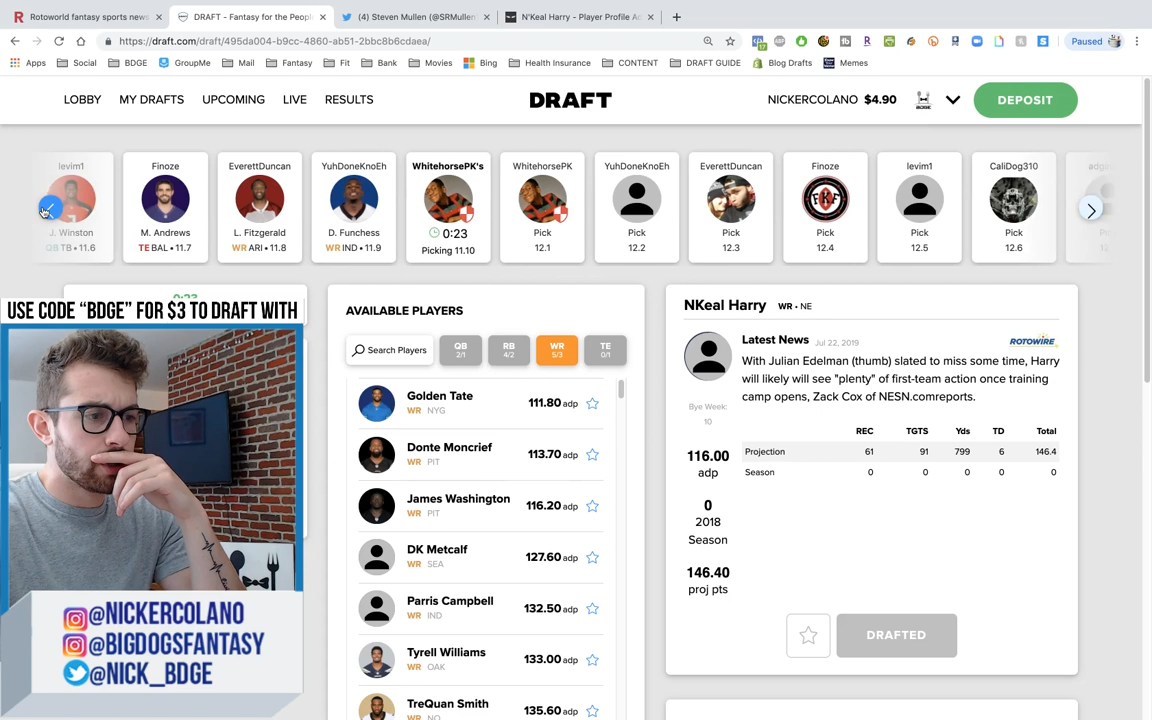 Rotoworld fantasy sports news
DRAFT - Fantasy for the People
(4) Steven Mullen (@SRMullen
N'Keal Harry - Player Profile Ad
https://draft.com/draft/495da004-b9cc-4860-ab51-2bbc8b6cdaea/
Paused
Apps Social BDGE GroupMe Mail Fantasy Fit Bank Movies Bing Health Insurance CONTENT DRAFT GUIDE Blog Drafts Memes
LOBBY MY DRAFTS UPCOMING LIVE RESULTS
DRAFT
NICKERCOLANO $4.90
DEPOSIT
levim1
J. Winston
QB TB • 11.6
Finoze
M. Andrews
TE BAL • 11.7
EverettDuncan
L. Fitzgerald
WR ARI • 11.8
YuhDoneKnoEh
D. Funchess
WR IND • 11.9
WhitehorsePK's
0:23
Picking 11.10
WhitehorsePK
Pick
12.1
YuhDoneKnoEh
Pick
12.2
EverettDuncan
Pick
12.3
Finoze
Pick
12.4
levim1
Pick
12.5
CaliDog310
Pick
12.6
Pick
12.7
0:23
USE CODE "BDGE" FOR $3 TO DRAFT WITH
@NICKERCOLANO
@BIGDOGSFANTASY
@NICK_BDGE
AVAILABLE PLAYERS
Search Players
QB
2/1
RB
4/2
WR
5/3
TE
0/1
Golden Tate
WR NYG
111.80 adp
Donte Moncrief
WR PIT
113.70 adp
James Washington
WR PIT
116.20 adp
DK Metcalf
WR SEA
127.60 adp
Parris Campbell
WR IND
132.50 adp
Tyrell Williams
WR OAK
133.00 adp
TreQuan Smith
WR NO
135.60 adp
NKeal Harry WR • NE
Latest News Jul 22, 2019
ROTOWIRE
With Julian Edelman (thumb) slated to miss some time, Harry
will likely will see "plenty" of first-team action once training
camp opens, Zack Cox of NESN.comreports.
Bye Week:
10
116.00
adp
0
2018
Season
146.40
proj pts
REC TGTS Yds TD Total
Projection 61 91 799 6 146.4
Season 0 0 0 0 0
DRAFTED